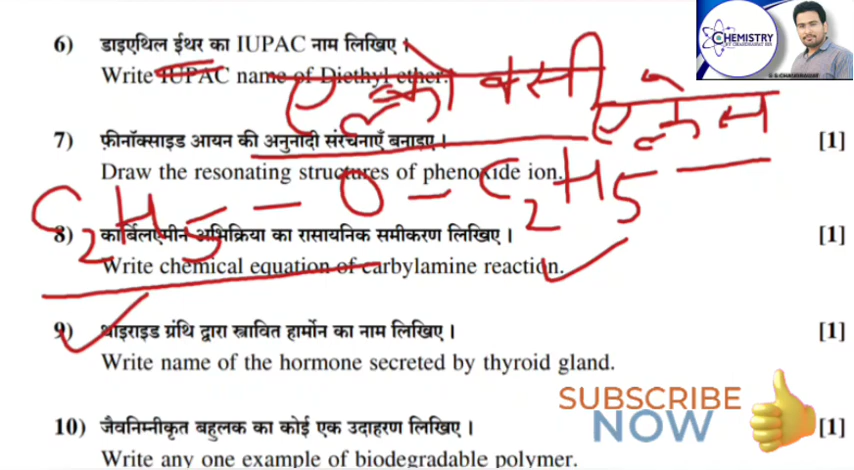 CHEMISTRY
6) डाइएथिल ईथर का IUPAC नाम लिखिए ।
Write IUPAC name of Diethyl ether.
एल्कोक्सी एल्केन
7) फ़ीनॉक्साइड आयन की अनुनादी संरचनाएँ बनाइए । [1]
Draw the resonating structures of phenoxide ion.
C2H5 – O – C2H5
8) कार्बिलऐमीन अभिक्रिया का रासायनिक समीकरण लिखिए । [1]
Write chemical equation of carbylamine reaction.
9) थाइराइड ग्रंथि द्वारा स्त्रावित हार्मोन का नाम लिखिए । [1]
Write name of the hormone secreted by thyroid gland.
SUBSCRIBE
NOW
10) जैवनिम्नीकृत बहुलक का कोई एक उदाहरण लिखिए । [1]
Write any one example of biodegradable polymer.